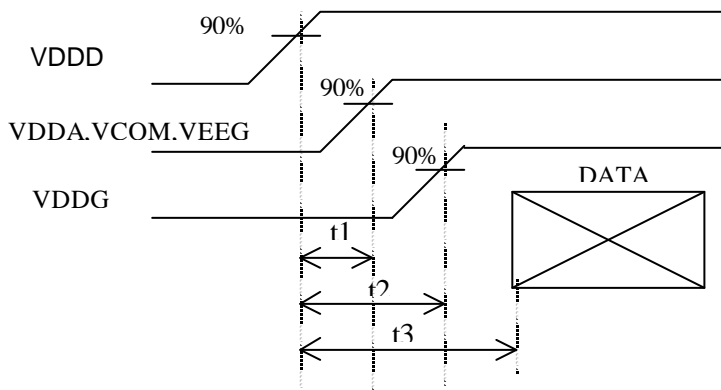 90%
VDDD
90%
VDDA.VCOM.VEEG
90%
DATA
VDDG
t1
t2
t3